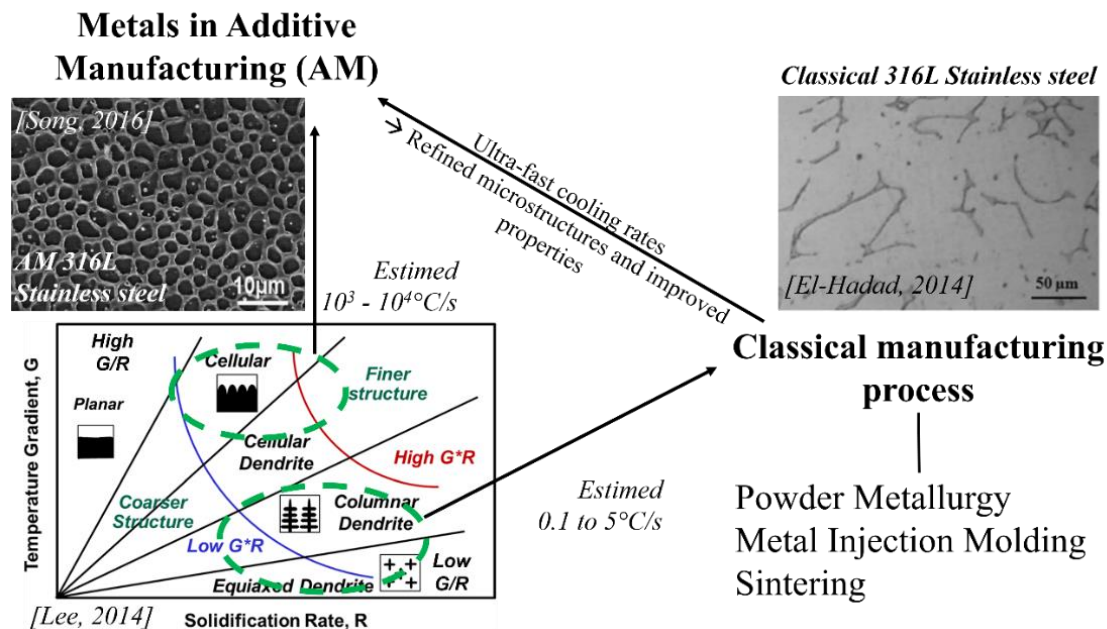 Metals in Additive
Manufacturing (AM)
[Song, 2016]
AM 316L
Stainless steel
10µm
Classical 316L Stainless steel
[El-Hadad, 2014]
50 µm
Ultra-fast cooling rates
→ Refined microstructures and improved
properties
Estimed
10³ - 10⁴°C/s
High
G/R
Cellular
Finer
structure
Planar
Cellular
Dendrite
High G*R
Coarser
Structure
Columnar
Dendrite
Low G*R
Low
G/R
Equiaxed Dendrite
Temperature Gradient, G
Solidification Rate, R
[Lee, 2014]
Estimed
0.1 to 5°C/s
Classical manufacturing
process
Powder Metallurgy
Metal Injection Molding
Sintering